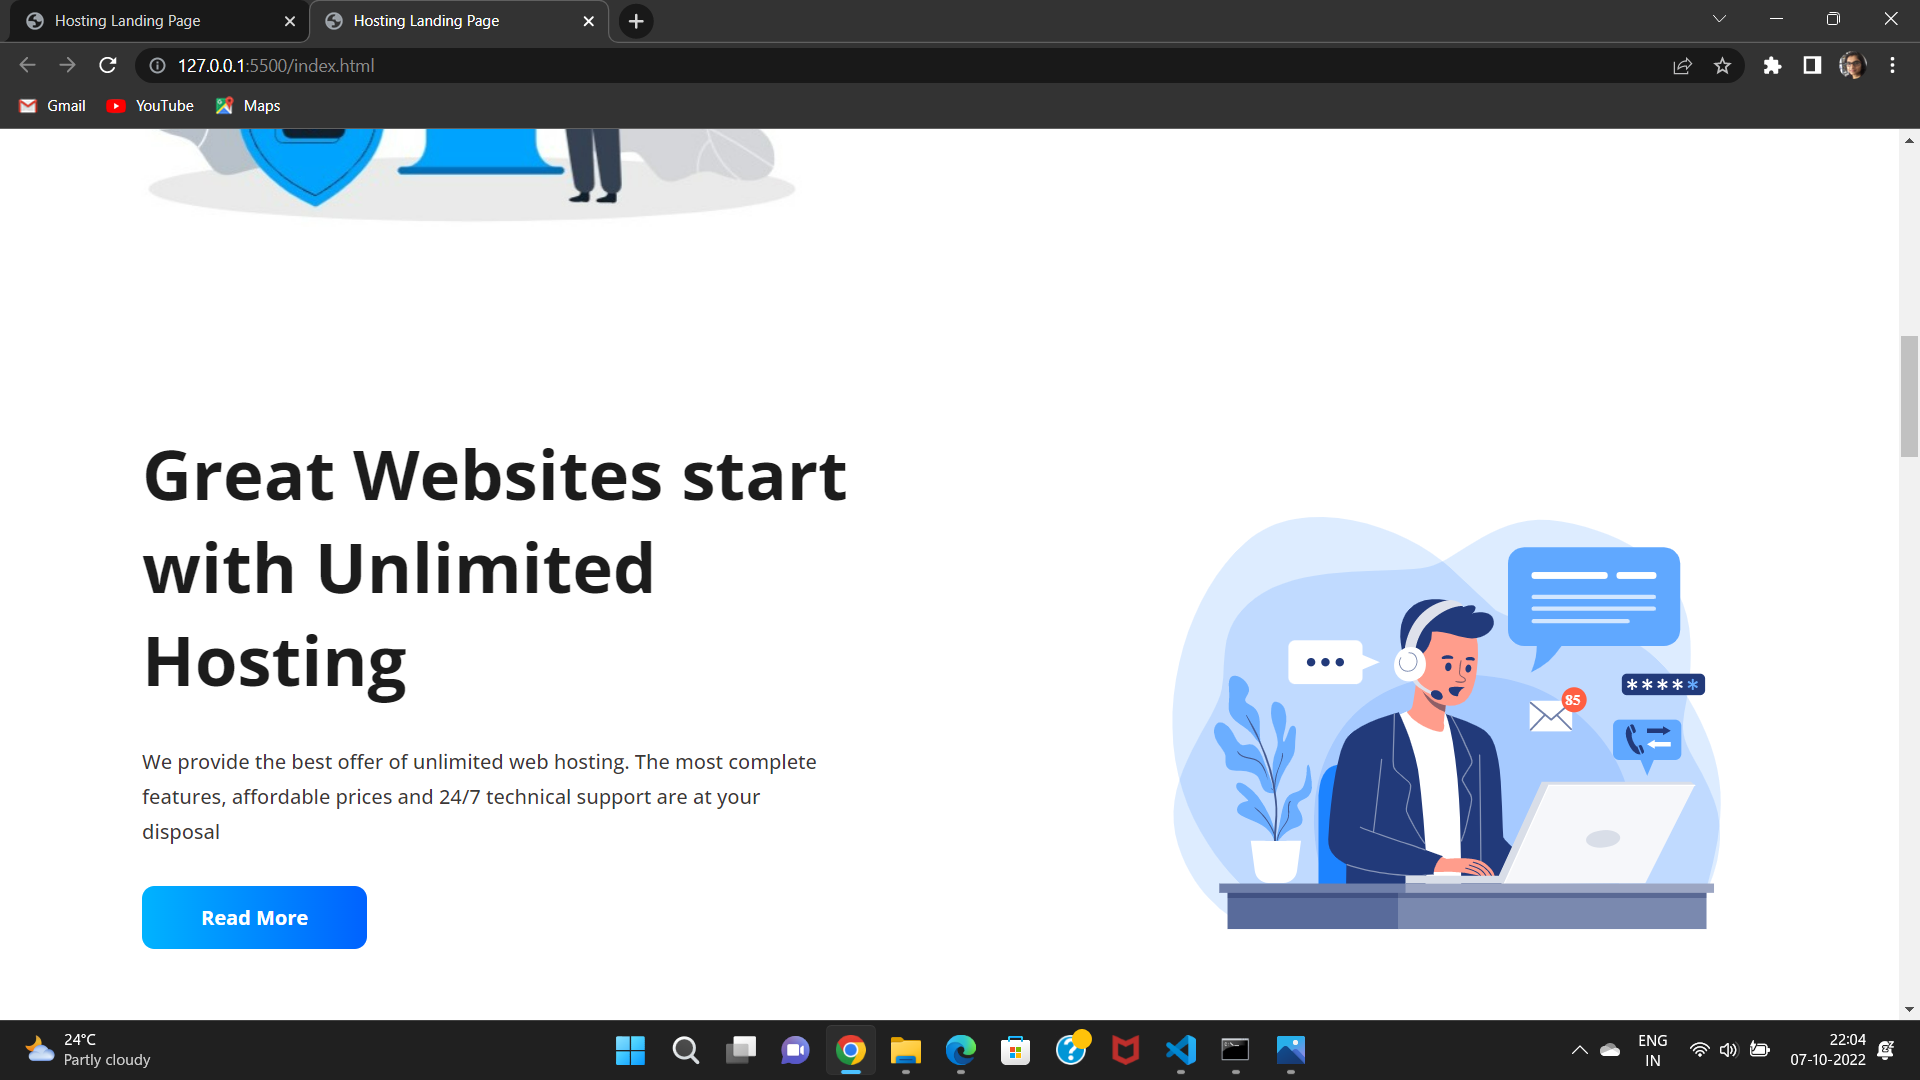 Hosting Landing Page
Hosting Landing Page
127.0.0.1:5500/index.html
Gmail
YouTube
Maps
Great Websites start
with Unlimited
Hosting
We provide the best offer of unlimited web hosting. The most complete
features, affordable prices and 24/7 technical support are at your
disposal
Read More
85
*****
24°C
Partly cloudy
ENG
IN
22:04
07-10-2022